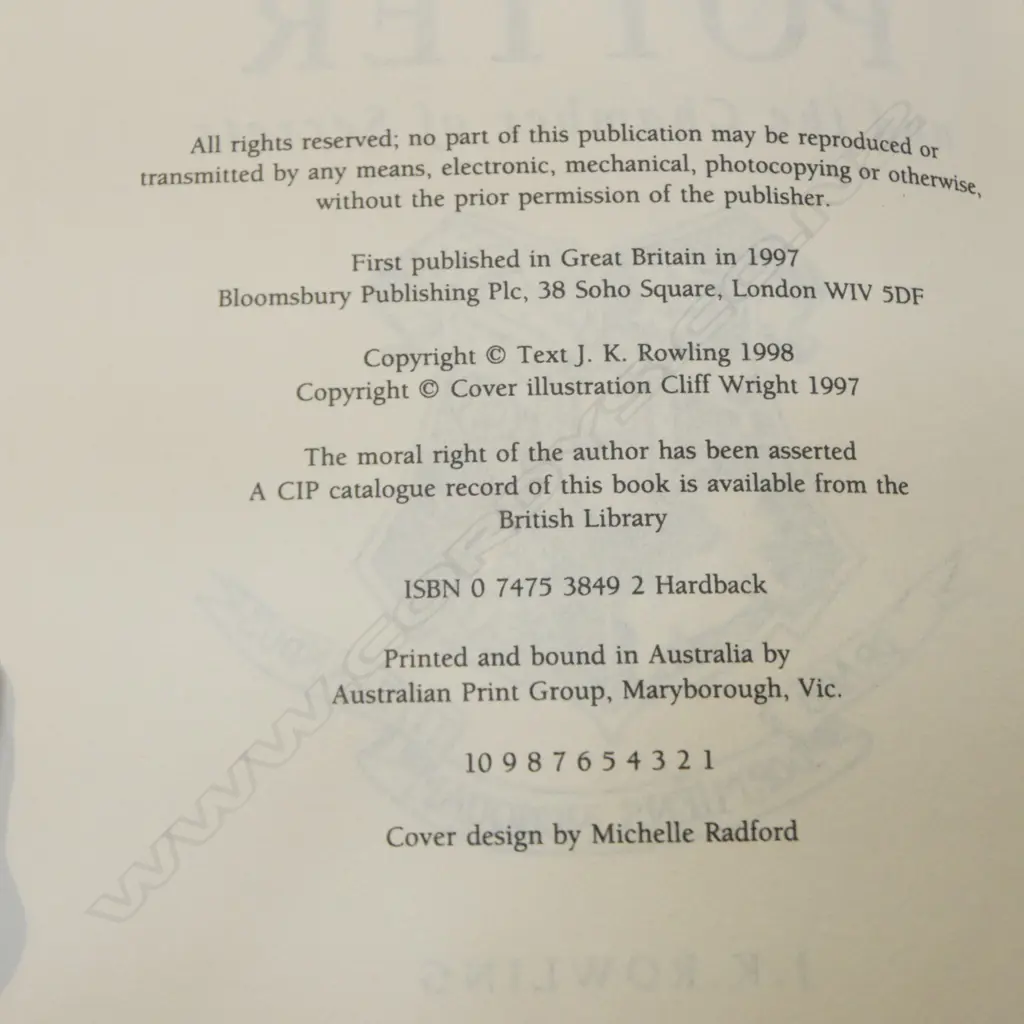 All rights reserved; no part of this publication may be reproduced or
transmitted by any means, electronic, mechanical, photocopying or otherwise,
without the prior permission of the publisher.
First published in Great Britain in 1997
Bloomsbury Publishing Plc, 38 Soho Square, London WIV 5DF
Copyright © Text J. K. Rowling 1998
Copyright © Cover illustration Cliff Wright 1997
The moral right of the author has been asserted
A CIP catalogue record of this book is available from the
British Library
ISBN 0 7475 3849 2 Hardback
Printed and bound in Australia by
Australian Print Group, Maryborough, Vic.
10 9 8 7 6 5 4 3 2 1
Cover design by Michelle Radford
POTTER
J.K.ROWLING